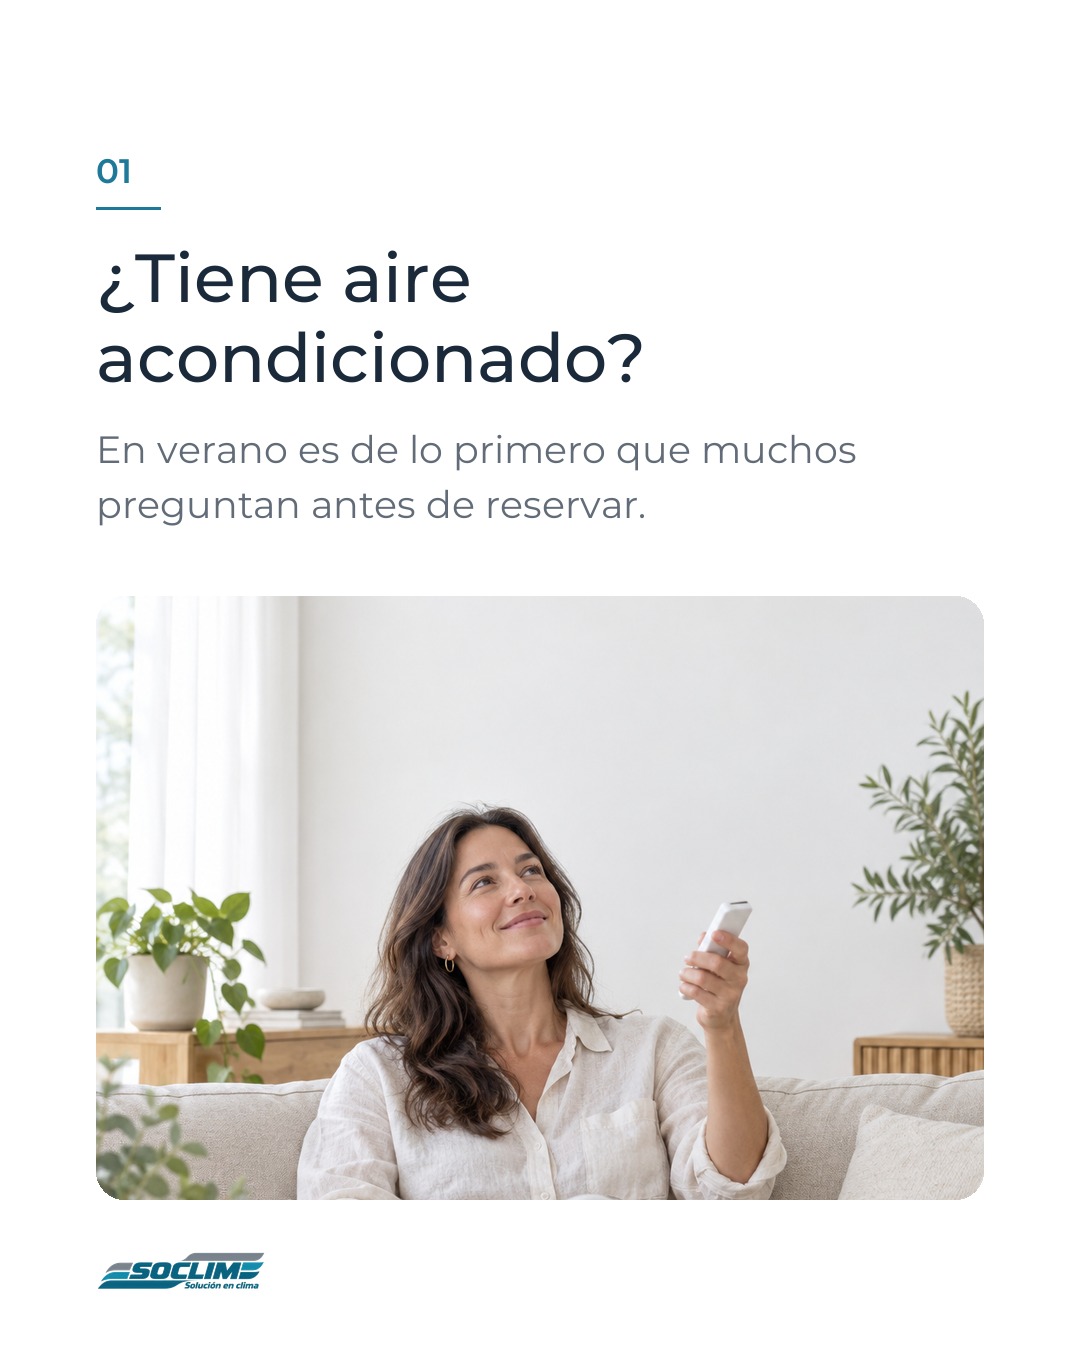 01
¿Tiene aire
acondicionado?
En verano es de lo primero que muchos
preguntan antes de reservar.
SOCLIM
Solución en clima